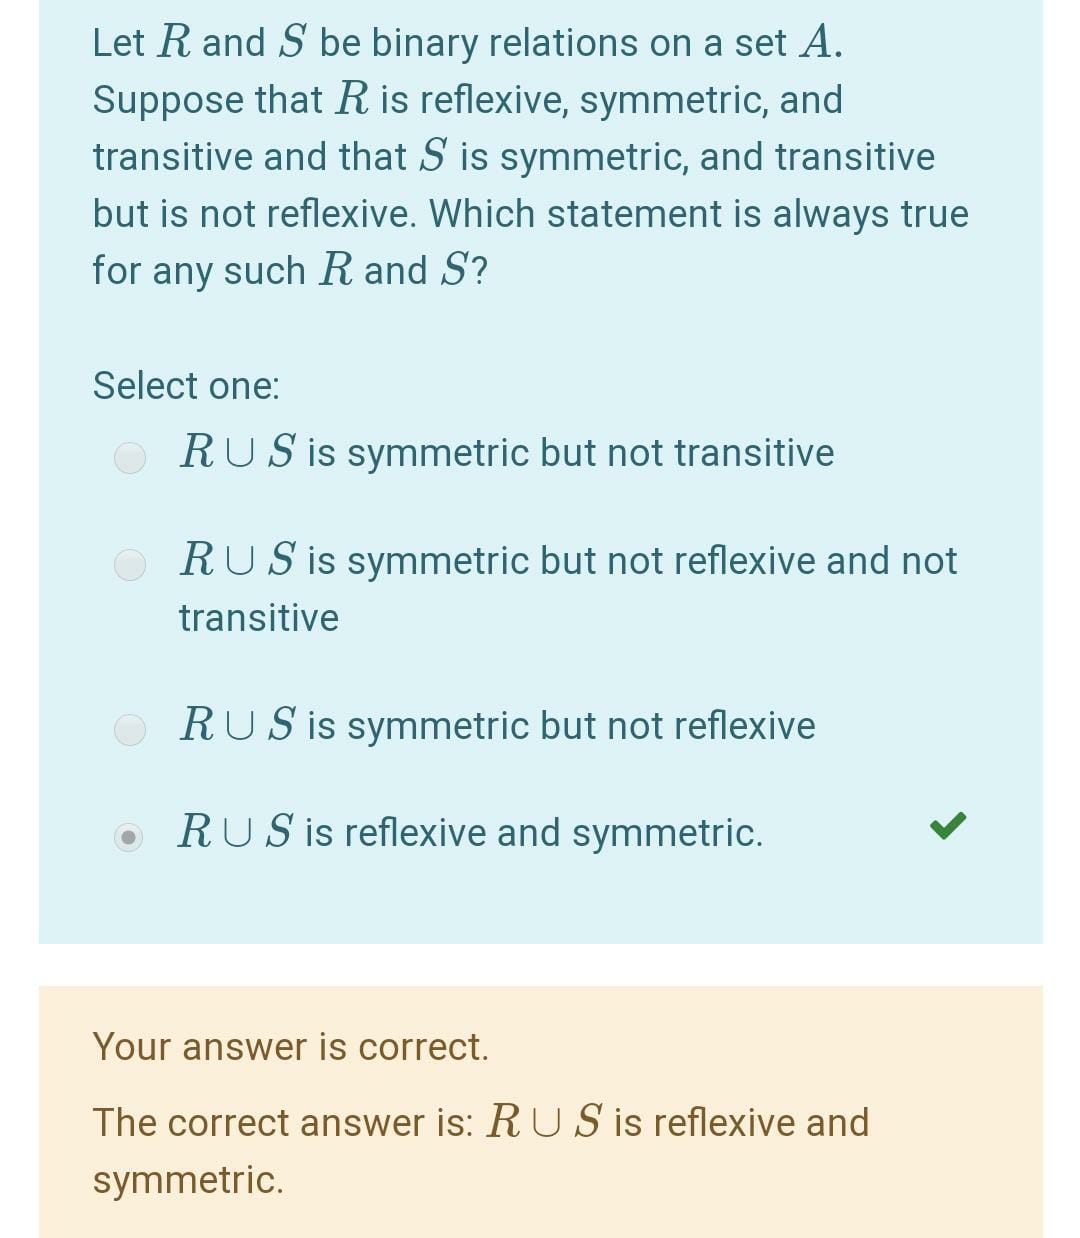 Let R and S be binary relations on a set A.
Suppose that R is reflexive, symmetric, and
transitive and that S is symmetric, and transitive
but is not reflexive. Which statement is always true
for any such R and S?
Select one:
R ∪ S is symmetric but not transitive
R ∪ S is symmetric but not reflexive and not
transitive
R ∪ S is symmetric but not reflexive
R ∪ S is reflexive and symmetric.
Your answer is correct.
The correct answer is: R ∪ S is reflexive and
symmetric.